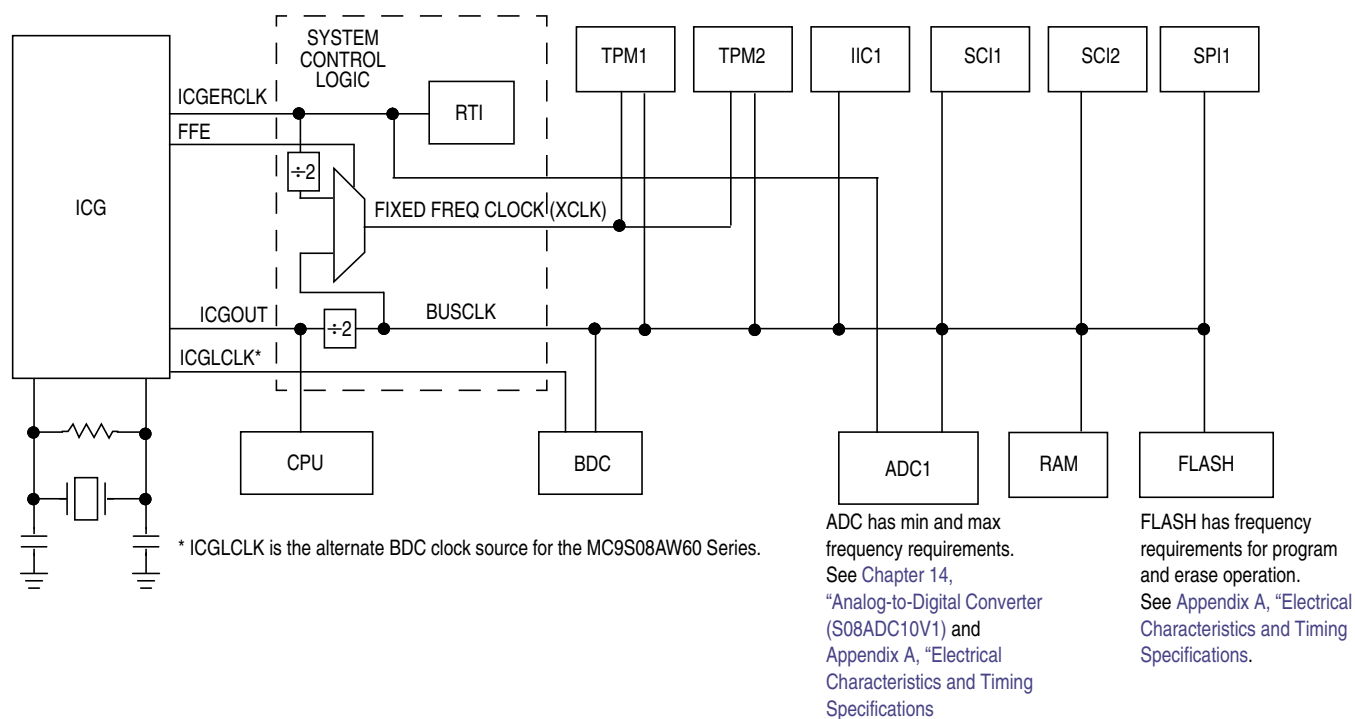 SYSTEM
CONTROL
LOGIC
TPM1
TPM2
IIC1
SCI1
SCI2
SPI1
ICGERCLK
RTI
FFE
÷2
ICG
FIXED FREQ CLOCK (XCLK)
ICGOUT
÷2
BUSCLK
ICGLCLK*
CPU
BDC
ADC1
RAM
FLASH
* ICGLCLK is the alternate BDC clock source for the MC9S08AW60 Series.
ADC has min and max
frequency requirements.
See Chapter 14,
“Analog-to-Digital Converter
(S08ADC10V1) and
Appendix A, “Electrical
Characteristics and Timing
Specifications
FLASH has frequency
requirements for program
and erase operation.
See Appendix A, “Electrical
Characteristics and Timing
Specifications.